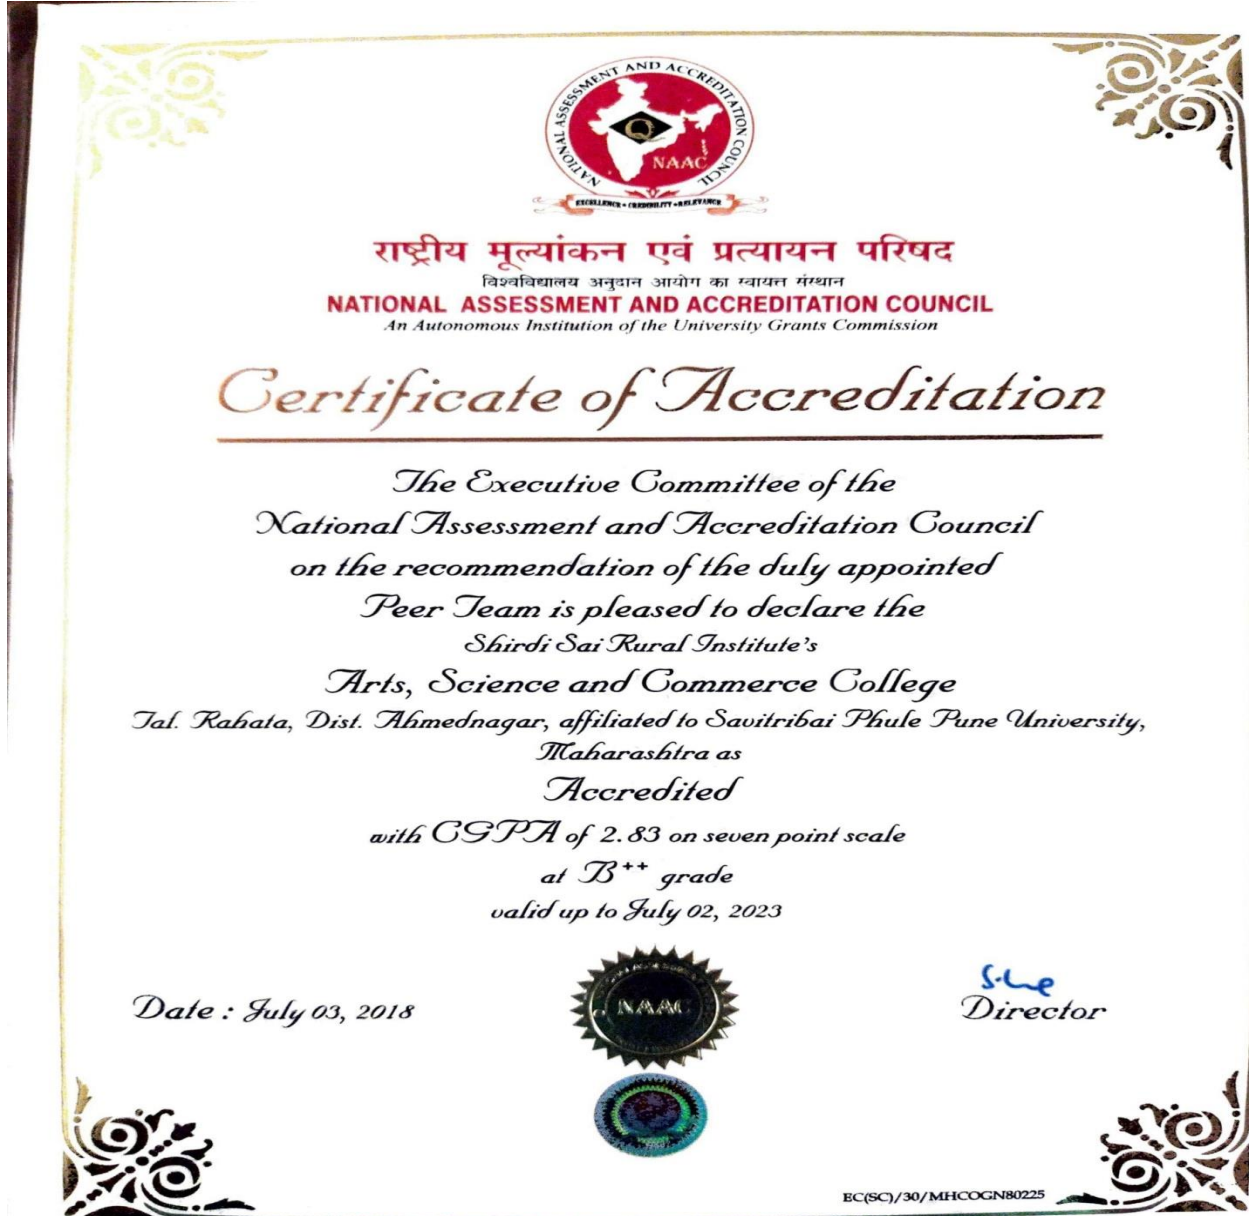 NATIONAL ASSESSMENT AND ACCREDITATION COUNCIL
Q
NAAC
EXCELLENCE • CREDIBILITY • RELEVANCE
राष्ट्रीय मूल्यांकन एवं प्रत्यायन परिषद
विश्वविद्यालय अनुदान आयोग का स्वायत्त संस्थान
NATIONAL ASSESSMENT AND ACCREDITATION COUNCIL
An Autonomous Institution of the University Grants Commission
Certificate of Accreditation
The Executive Committee of the
National Assessment and Accreditation Council
on the recommendation of the duly appointed
Peer Team is pleased to declare the
Shirdi Sai Rural Institute's
Arts, Science and Commerce College
Tal. Rahata, Dist. Ahmednagar, affiliated to Savitribai Phule Pune University,
Maharashtra as
Accredited
with CGPA of 2.83 on seven point scale
at B++ grade
valid up to July 02, 2023
Date : July 03, 2018
NAAC
Director
EC(SC)/30/MHCOGN80225